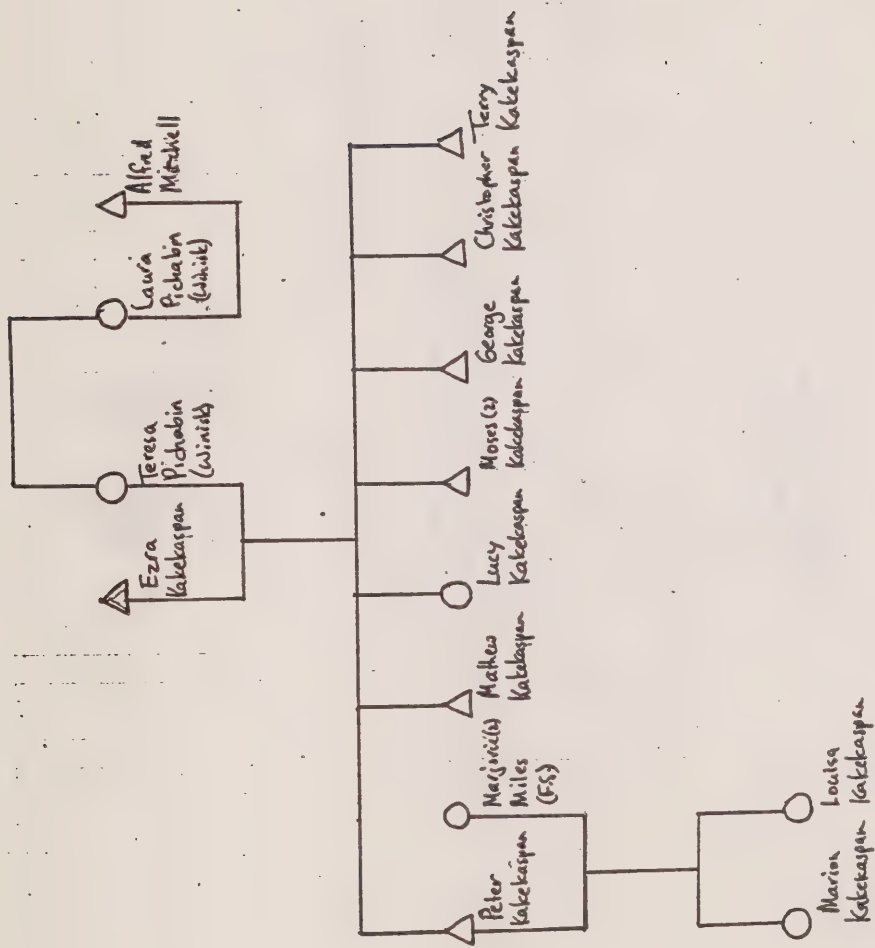 Ezra
Kakekaspan
Teresa
Pichabin
(Winisk)
Laura
Pichabin
(Winisk)
Alfred
Mitchell
Peter
Kakekaspan
Marjorie(2)
Miles
(F.S.)
Mathew
Kakekaspan
Lucy
Kakekaspan
Moses(2)
Kakekaspan
George
Kakekaspan
Christopher
Kakekaspan
Terry
Kakekaspan
Marion
Kakekaspan
Louisa
Kakekaspan